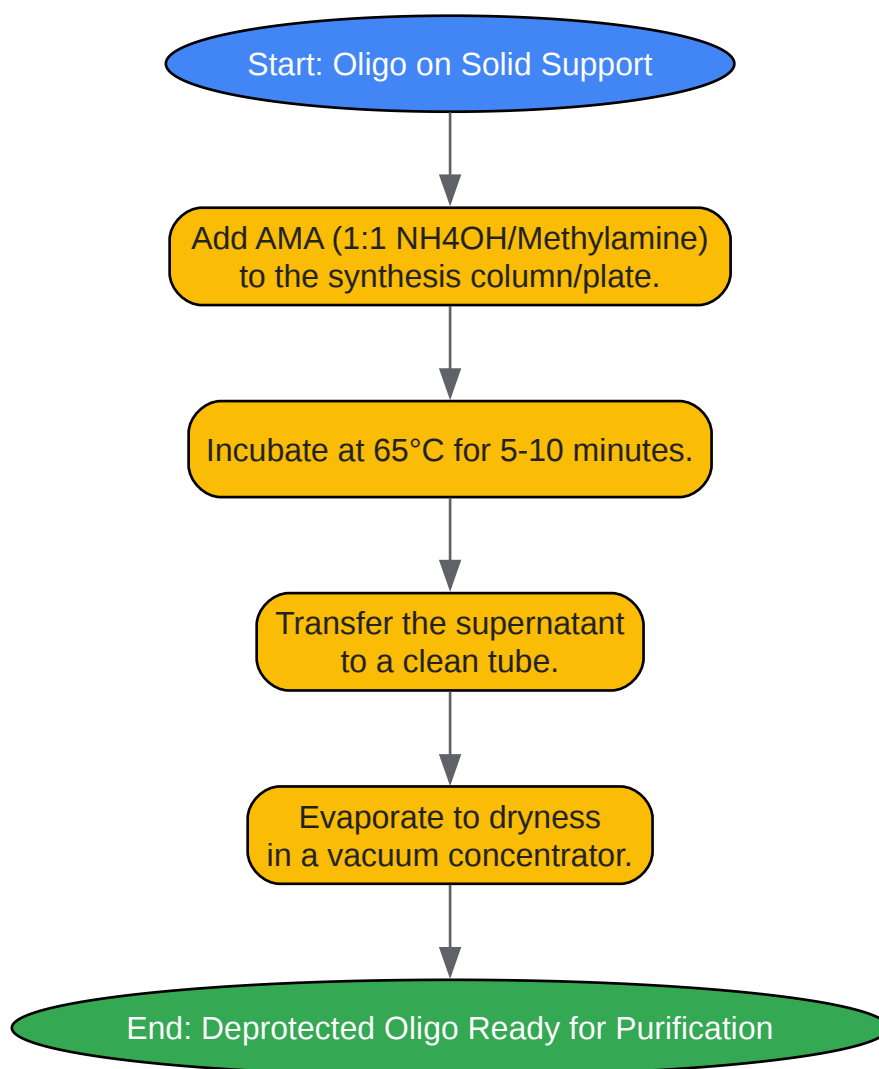 Start: Oligo on Solid Support
Add AMA (1:1 NH4OH/Methylamine)
to the synthesis column/plate.
Incubate at 65°C for 5-10 minutes.
Transfer the supernatant
to a clean tube.
Evaporate to dryness
in a vacuum concentrator.
End: Deprotected Oligo Ready for Purification